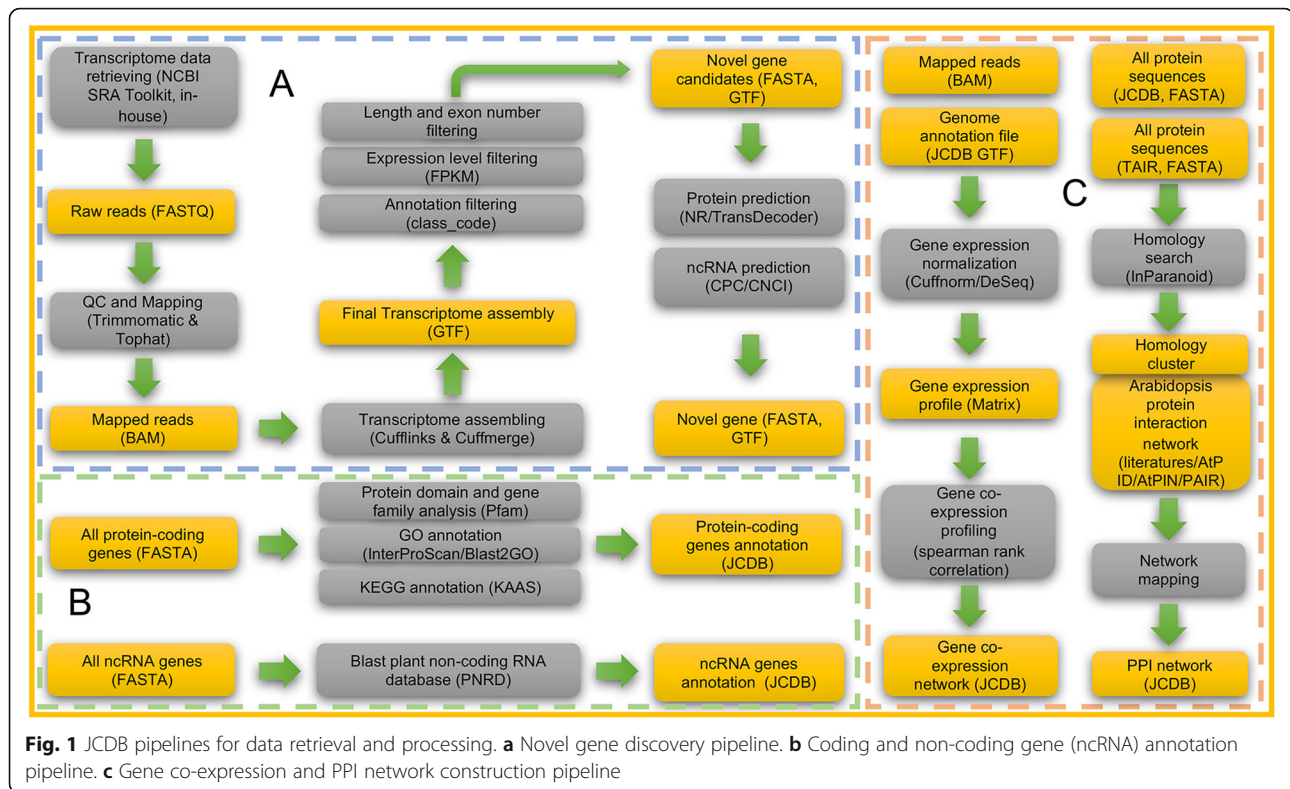 Transcriptome data
retrieving (NCBI
SRA Toolkit, in-
house)
Raw reads (FASTQ)
QC and Mapping
(Trimmomatic &
Tophat)
Mapped reads
(BAM)
A
Length and exon number
filtering
Expression level filtering
(FPKM)
Annotation filtering
(class_code)
Final Transcriptome assembly
(GTF)
Transcriptome assembling
(Cufflinks & Cuffmerge)
Novel gene
candidates (FASTA,
GTF)
Protein prediction
(NR/TransDecoder)
ncRNA prediction
(CPC/CNCI)
Novel gene (FASTA,
GTF)
All protein-coding
genes (FASTA)
B
All ncRNA genes
(FASTA)
Protein domain and gene
family analysis (Pfam)
GO annotation
(InterProScan/Blast2GO)
KEGG annotation (KAAS)
Blast plant non-coding RNA
database (PNRD)
Protein-coding
genes annotation
(JCDB)
ncRNA genes
annotation (JCDB)
Mapped reads
(BAM)
Genome
annotation file
(JCDB GTF)
Gene expression
normalization
(Cuffnorm/DeSeq)
Gene expression
profile (Matrix)
Gene co-
expression
profiling
(spearman rank
correlation)
Gene co-
expression
network (JCDB)
C
All protein
sequences
(JCDB, FASTA)
All protein
sequences
(TAIR, FASTA)
Homology
search
(InParanoid)
Homology
cluster
Arabidopsis
protein
interaction
network
(literatures/AtP
ID/AtPIN/PAIR)
Network
mapping
PPI network
(JCDB)
Fig. 1 JCDB pipelines for data retrieval and processing. a Novel gene discovery pipeline. b Coding and non-coding gene (ncRNA) annotation
pipeline. c Gene co-expression and PPI network construction pipeline